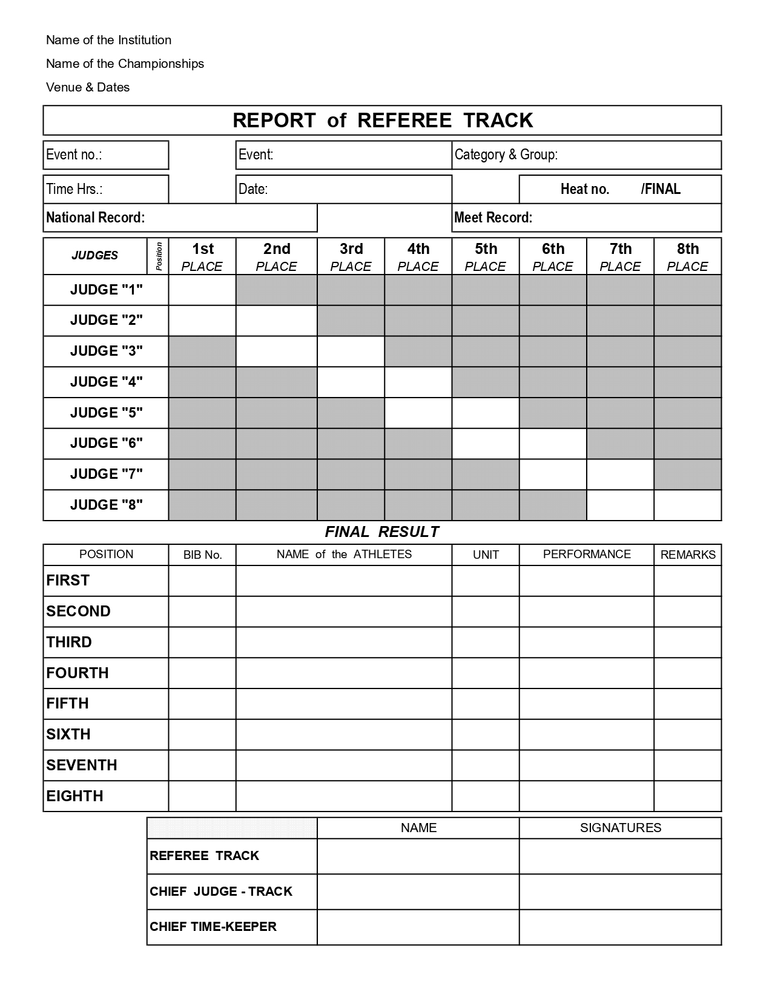 Name of the Institution
Name of the Championships
Venue & Dates
REPORT of REFEREE TRACK
Event no.: Event: Category & Group:
Time Hrs.: Date: Heat no. /FINAL
National Record: Meet Record:
JUDGES Position 1st 2nd 3rd 4th 5th 6th 7th 8th
PLACE PLACE PLACE PLACE PLACE PLACE PLACE PLACE
JUDGE "1"
JUDGE "2"
JUDGE "3"
JUDGE "4"
JUDGE "5"
JUDGE "6"
JUDGE "7"
JUDGE "8"
FINAL RESULT
POSITION BIB No. NAME of the ATHLETES UNIT PERFORMANCE REMARKS
FIRST
SECOND
THIRD
FOURTH
FIFTH
SIXTH
SEVENTH
EIGHTH
NAME SIGNATURES
REFEREE TRACK
CHIEF JUDGE - TRACK
CHIEF TIME-KEEPER